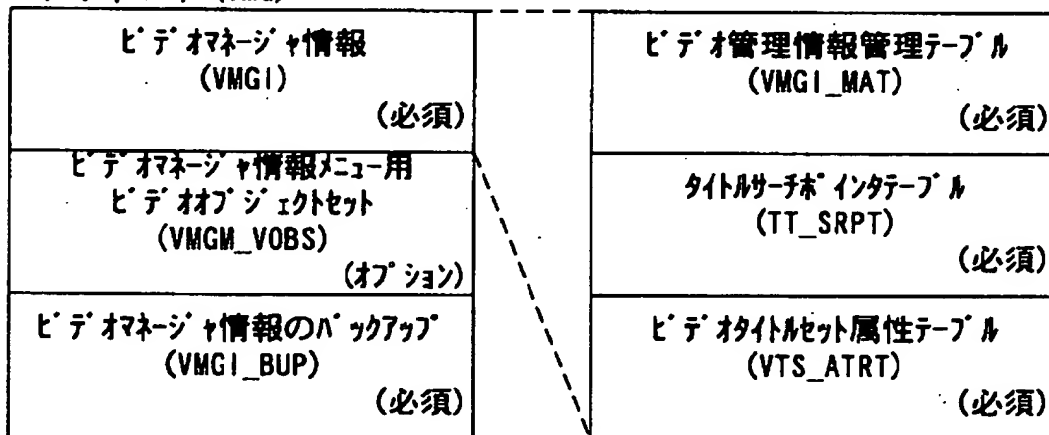 ビデオマネージャ情報
(VMGI)
(必須)
ビデオマネージャ情報メニュー用
ビデオオブジェクトセット
(VMGM_VOBS)
(オプション)
ビデオマネージャ情報のバックアップ
(VMGI_BUP)
(必須)
ビデオ管理情報管理テーブル
(VMGI_MAT)
(必須)
タイトルサーチポインタテーブル
(TT_SRPT)
(必須)
ビデオタイトルセット属性テーブル
(VTS_ATRT)
(必須)